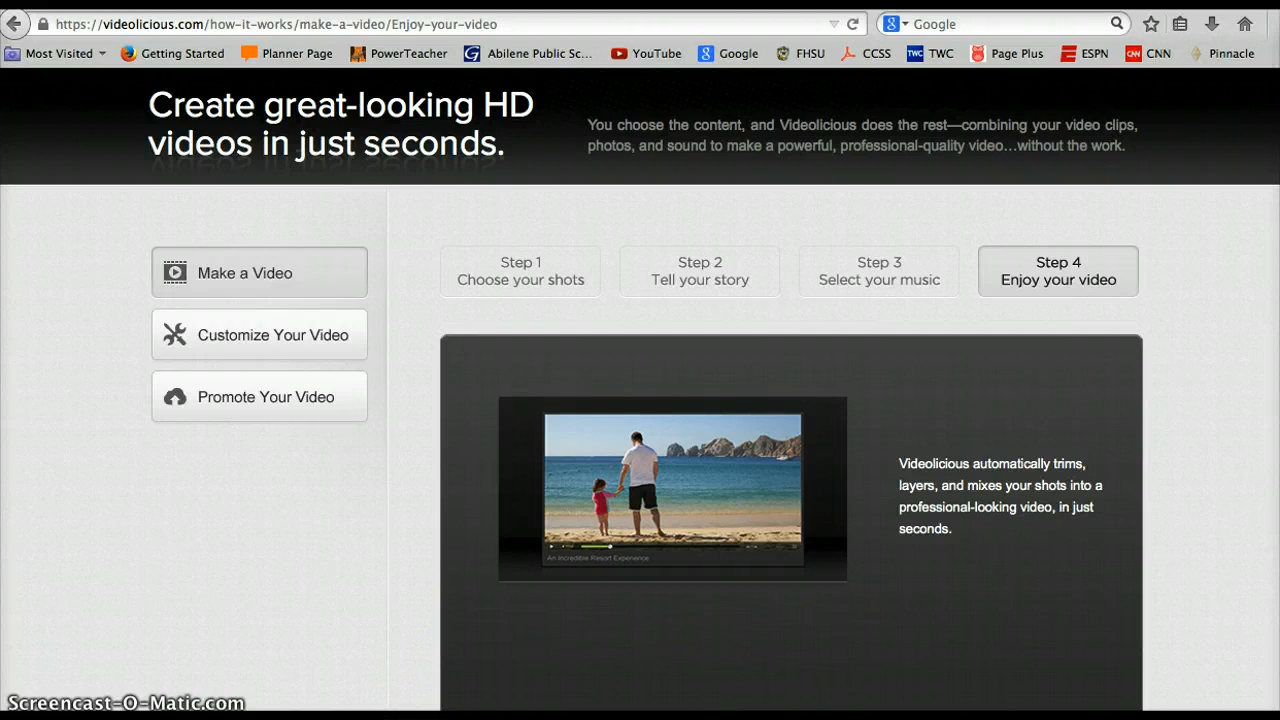 https://videolicious.com/how-it-works/make-a-video/Enjoy-your-video
Google
Most Visited
Getting Started
Planner Page
PowerTeacher
Abilene Public Sc...
YouTube
Google
FHSU
CCSS
TWC
Page Plus
ESPN
CNN
Pinnacle
Create great-looking HD
videos in just seconds.
You choose the content, and Videolicious does the rest—combining your video clips,
photos, and sound to make a powerful, professional-quality video...without the work.
Make a Video
Customize Your Video
Promote Your Video
Step 1
Choose your shots
Step 2
Tell your story
Step 3
Select your music
Step 4
Enjoy your video
An Incredible Resort Experience
Videolicious automatically trims,
layers, and mixes your shots into a
professional-looking video, in just
seconds.
Screencast-O-Matic.com